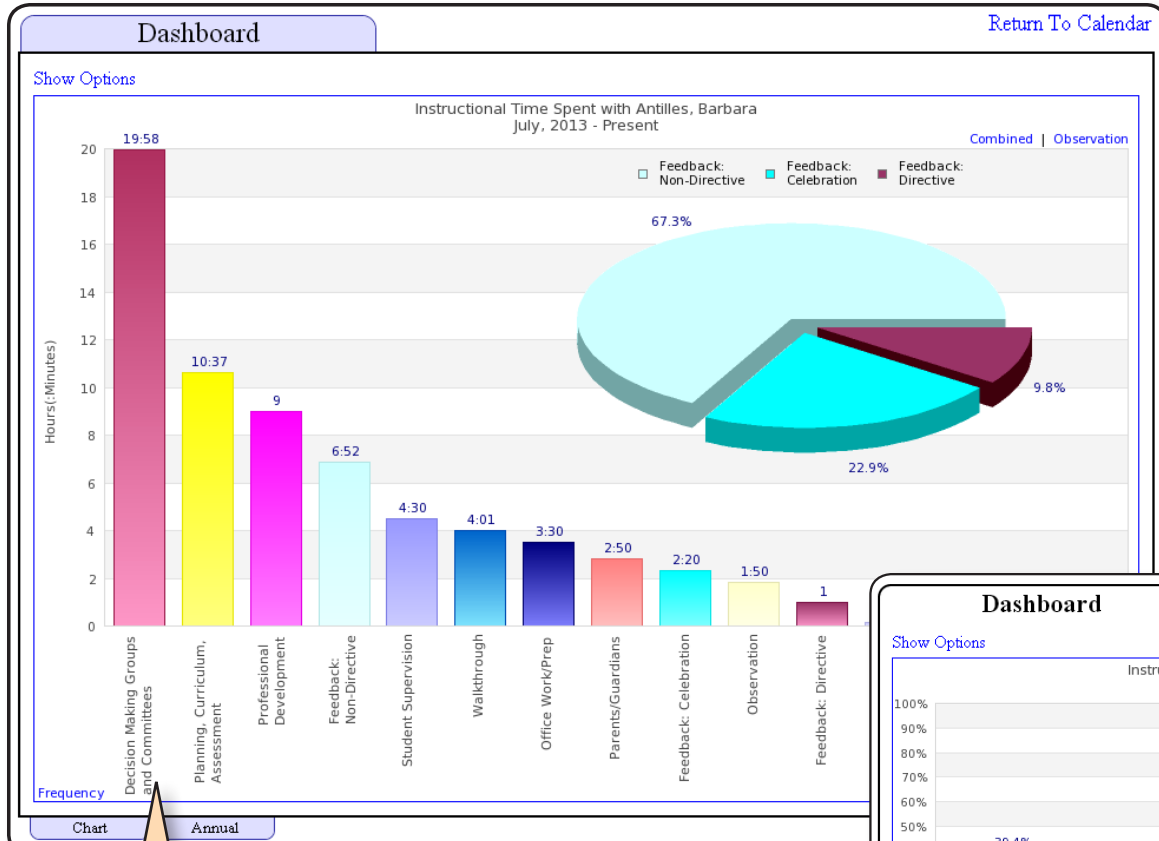 Dashboard
Return To Calendar
Show Options
Instructional Time Spent with Antilles, Barbara
July, 2013 - Present
Combined | Observation
Feedback:
Non-Directive
Feedback:
Celebration
Feedback:
Directive
67.3%
9.8%
22.9%
Hours(:Minutes)
20
18
16
14
12
10
8
6
4
2
0
19:58
10:37
9
6:52
4:30
4:01
3:30
2:50
2:20
1:50
1
Decision Making Groups
and Committees
Planning, Curriculum,
Assessment
Professional
Development
Feedback:
Non-Directive
Student Supervision
Walkthrough
Office Work/Prep
Parents/Guardians
Feedback: Celebration
Observation
Feedback: Directive
Frequency
Chart
Annual
Dashboard
Show Options
100%
90%
80%
70%
60%
50%